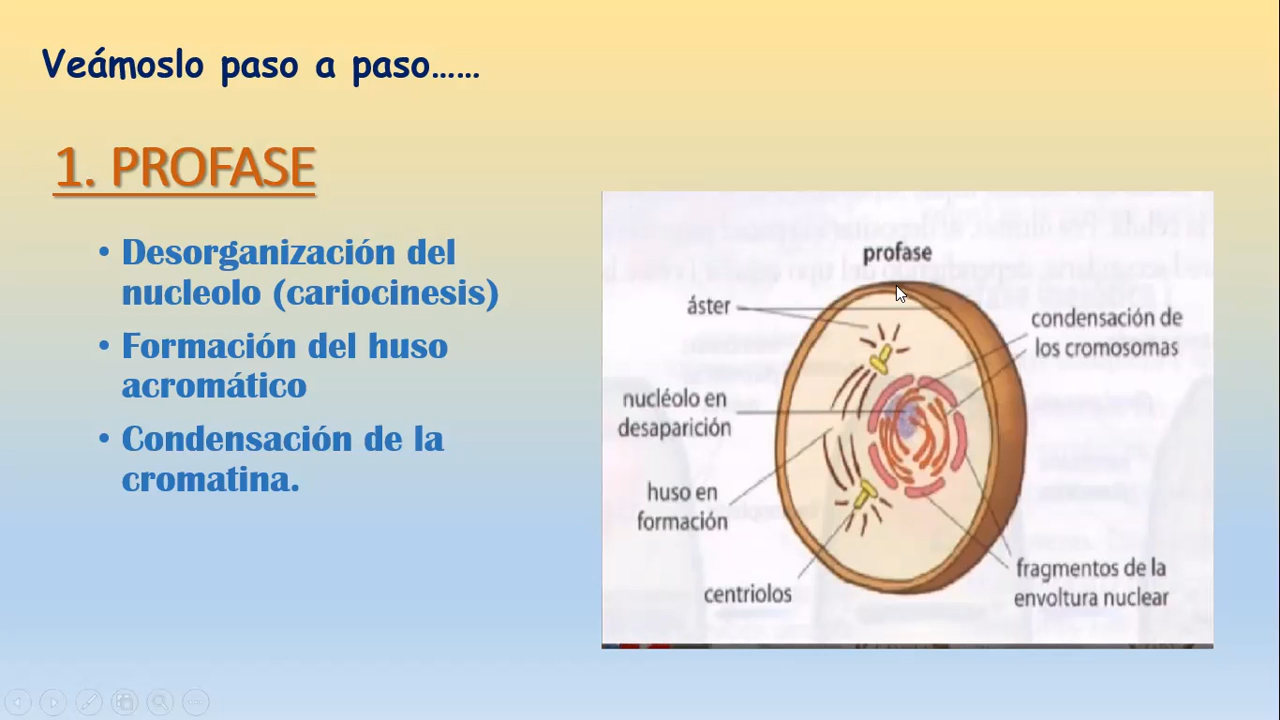 Veámoslo paso a paso......
1. PROFASE
• Desorganización del
nucleolo (cariocinesis)
• Formación del huso
acromático
• Condensación de la
cromatina.
profase
áster
condensación de
los cromosomas
nucléolo en
desaparición
huso en
formación
centriolos
fragmentos de la
envoltura nuclear